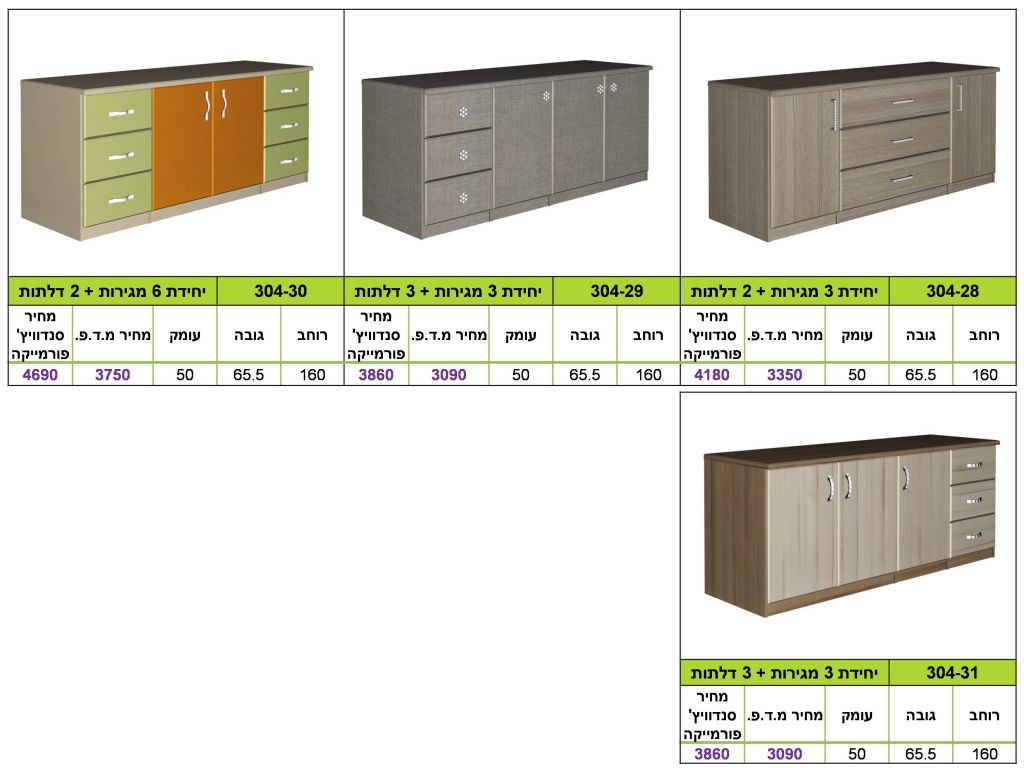 304-28 יחידת 3 מגירות + 2 דלתות
רוחב גובה עומק מחיר מ.ד.פ. מחיר סנדוויץ' פורמייקה
160 65.5 50 3350 4180
304-29 יחידת 3 מגירות + 3 דלתות
רוחב גובה עומק מחיר מ.ד.פ. מחיר סנדוויץ' פורמייקה
160 65.5 50 3090 3860
304-30 יחידת 6 מגירות + 2 דלתות
רוחב גובה עומק מחיר מ.ד.פ. מחיר סנדוויץ' פורמייקה
160 65.5 50 3750 4690
304-31 יחידת 3 מגירות + 3 דלתות
רוחב גובה עומק מחיר מ.ד.פ. מחיר סנדוויץ' פורמייקה
160 65.5 50 3090 3860